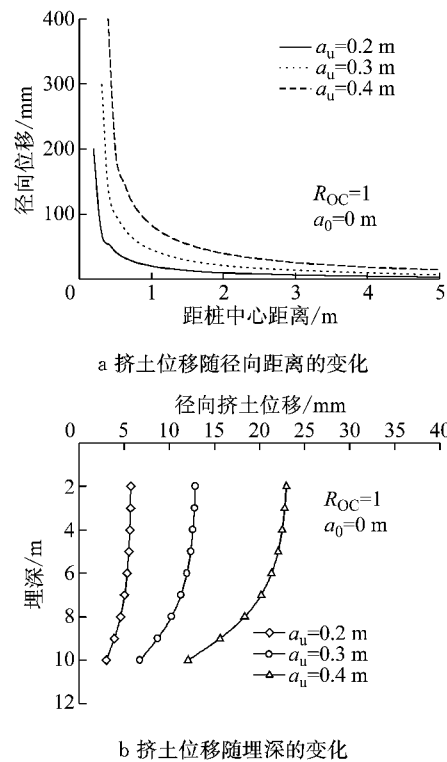 400
300
200
100
径向位移/mm
a_u=0.2 m
a_u=0.3 m
a_u=0.4 m
R_OC=1
a_0=0 m
0 1 2 3 4 5
距桩中心距离/m
a 挤土位移随径向距离的变化
径向挤土位移/mm
0 5 10 15 20 25 30 35 40
2
4
6
8
10
12
埋深/m
R_OC=1
a_0=0 m
a_u=0.2 m
a_u=0.3 m
a_u=0.4 m
b 挤土位移随埋深的变化